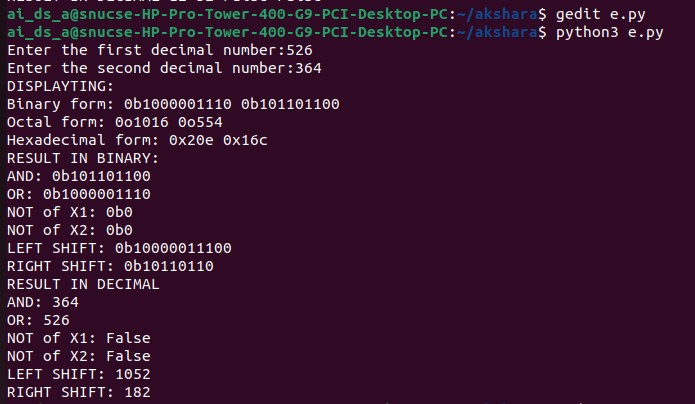 ai_ds_a@snucse-HP-Pro-Tower-400-G9-PCI-Desktop-PC:~/akshara$ gedit e.py
ai_ds_a@snucse-HP-Pro-Tower-400-G9-PCI-Desktop-PC:~/akshara$ python3 e.py
Enter the first decimal number:526
Enter the second decimal number:364
DISPLAYTING:
Binary form: 0b1000001110 0b101101100
Octal form: 0o1016 0o554
Hexadecimal form: 0x20e 0x16c
RESULT IN BINARY:
AND: 0b101101100
OR: 0b1000001110
NOT of X1: 0b0
NOT of X2: 0b0
LEFT SHIFT: 0b10000011100
RIGHT SHIFT: 0b10110110
RESULT IN DECIMAL
AND: 364
OR: 526
NOT of X1: False
NOT of X2: False
LEFT SHIFT: 1052
RIGHT SHIFT: 182